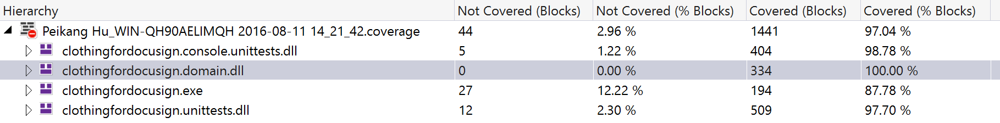 Hierarchy Not Covered (Blocks) Not Covered (% Blocks) Covered (Blocks) Covered (% Blocks)
Peikang Hu_WIN-QH90AELIMQH 2016-08-11 14_21_42.coverage 44 2.96 % 1441 97.04 %
clothingfordocusign.console.unittests.dll 5 1.22 % 404 98.78 %
clothingfordocusign.domain.dll 0 0.00 % 334 100.00 %
clothingfordocusign.exe 27 12.22 % 194 87.78 %
clothingfordocusign.unittests.dll 12 2.30 % 509 97.70 %